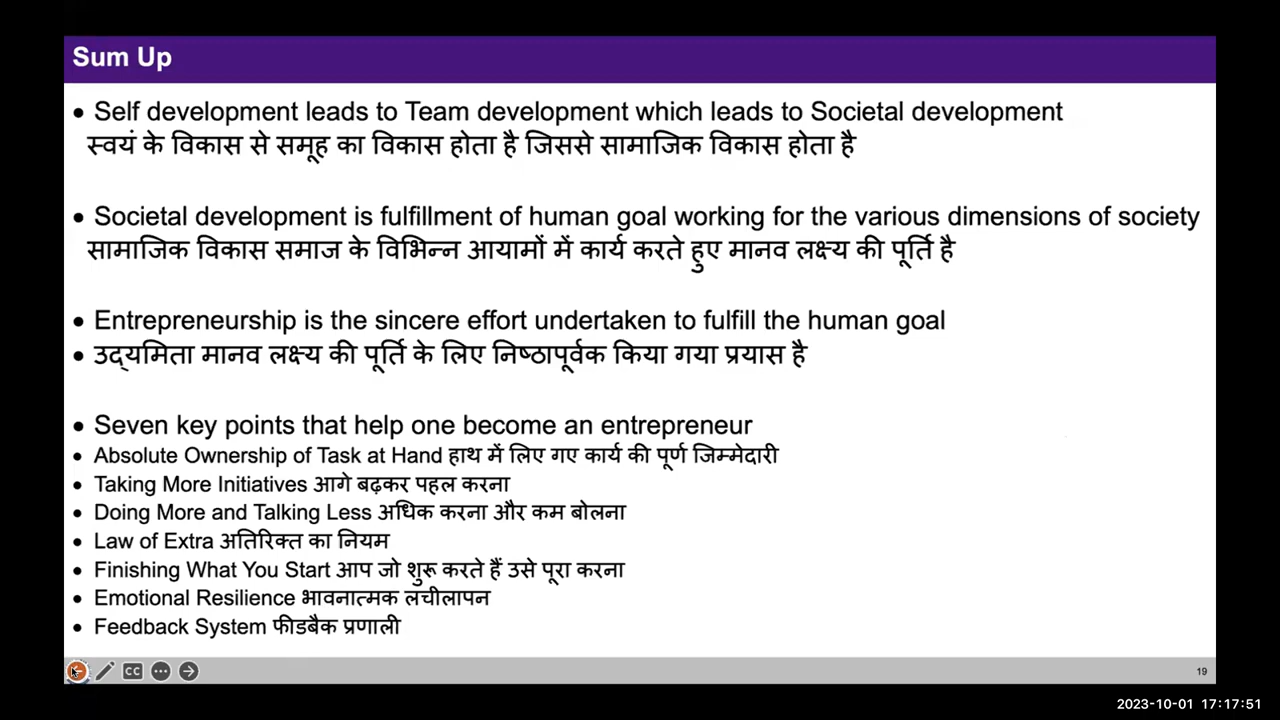 Sum Up
• Self development leads to Team development which leads to Societal development
स्वयं के विकास से समूह का विकास होता है जिससे सामाजिक विकास होता है
• Societal development is fulfillment of human goal working for the various dimensions of society
सामाजिक विकास समाज के विभिन्न आयामों में कार्य करते हुए मानव लक्ष्य की पूर्ति है
• Entrepreneurship is the sincere effort undertaken to fulfill the human goal
• उद्यमिता मानव लक्ष्य की पूर्ति के लिए निष्ठापूर्वक किया गया प्रयास है
• Seven key points that help one become an entrepreneur
• Absolute Ownership of Task at Hand हाथ में लिए गए कार्य की पूर्ण जिम्मेदारी
• Taking More Initiatives आगे बढ़कर पहल करना
• Doing More and Talking Less अधिक करना और कम बोलना
• Law of Extra अतिरिक्त का नियम
• Finishing What You Start आप जो शुरू करते हैं उसे पूरा करना
• Emotional Resilience भावनात्मक लचीलापन
• Feedback System फीडबैक प्रणाली
CC
19
2023-10-01 17:17:51